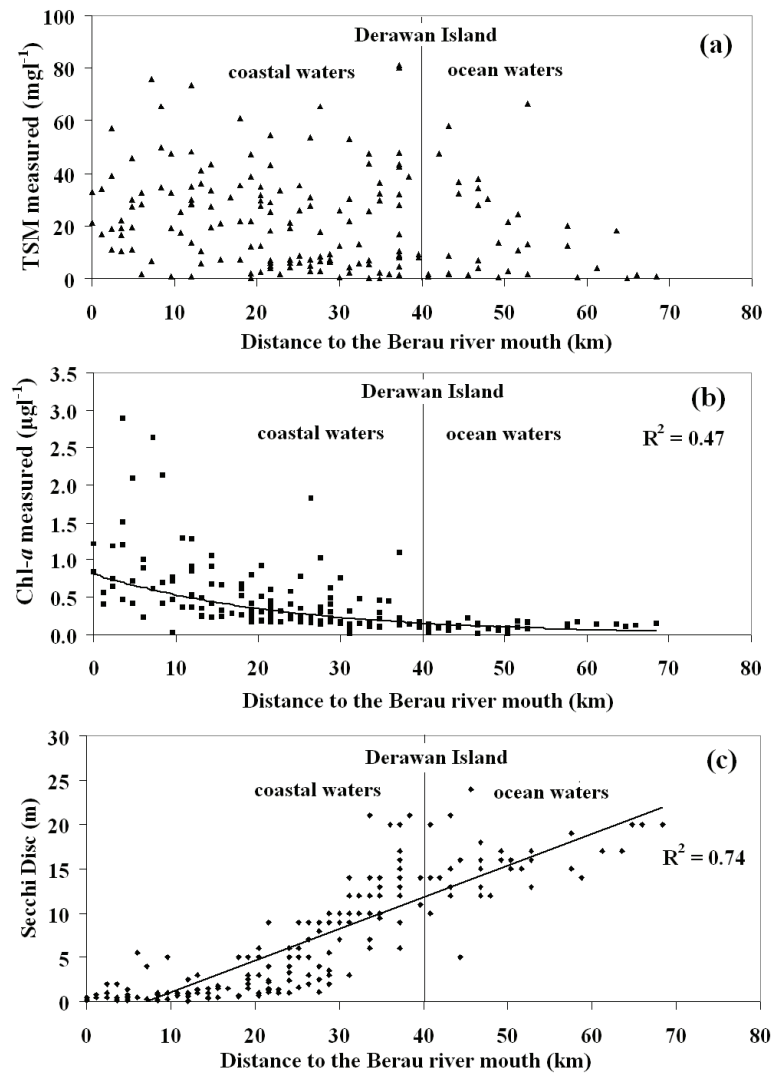 Derawan Island
(a)
coastal waters
ocean waters
TSM measured (mgl⁻¹)
100
80
60
40
20
0
0 10 20 30 40 50 60 70 80
Distance to the Berau river mouth (km)
Derawan Island
(b)
coastal waters
ocean waters
R² = 0.47
Chl-a measured (µgl⁻¹)
3.5
3.0
2.5
2.0
1.5
1.0
0.5
0.0
0 10 20 30 40 50 60 70 80
Distance to the Berau river mouth (km)
Derawan Island
(c)
coastal waters
ocean waters
R² = 0.74
Secchi Disc (m)
30
25
20
15
10
5
0
0 10 20 30 40 50 60 70 80
Distance to the Berau river mouth (km)